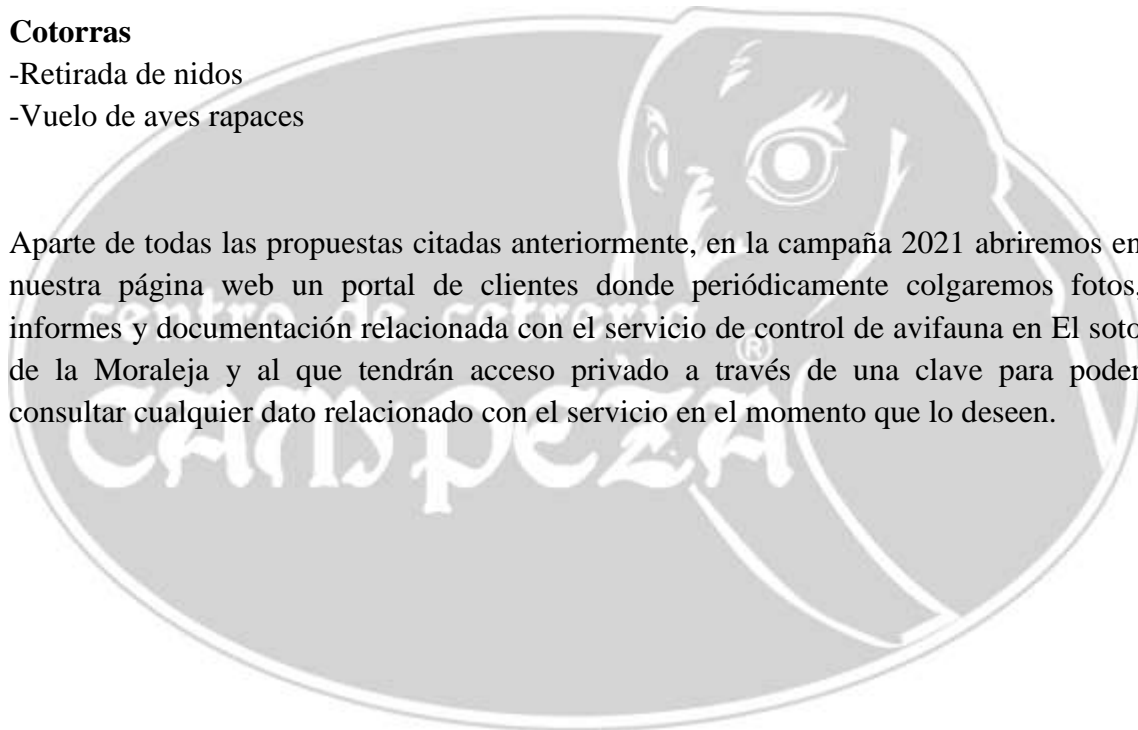 Cotorras
-Retirada de nidos
-Vuelo de aves rapaces
Aparte de todas las propuestas citadas anteriormente, en la campaña 2021 abriremos en
nuestra página web un portal de clientes donde periódicamente colgaremos fotos,
informes y documentación relacionada con el servicio de control de avifauna en El soto
de la Moraleja y al que tendrán acceso privado a través de una clave para poder
consultar cualquier dato relacionado con el servicio en el momento que lo deseen.
centro de cetrería
®
CAMPEZA